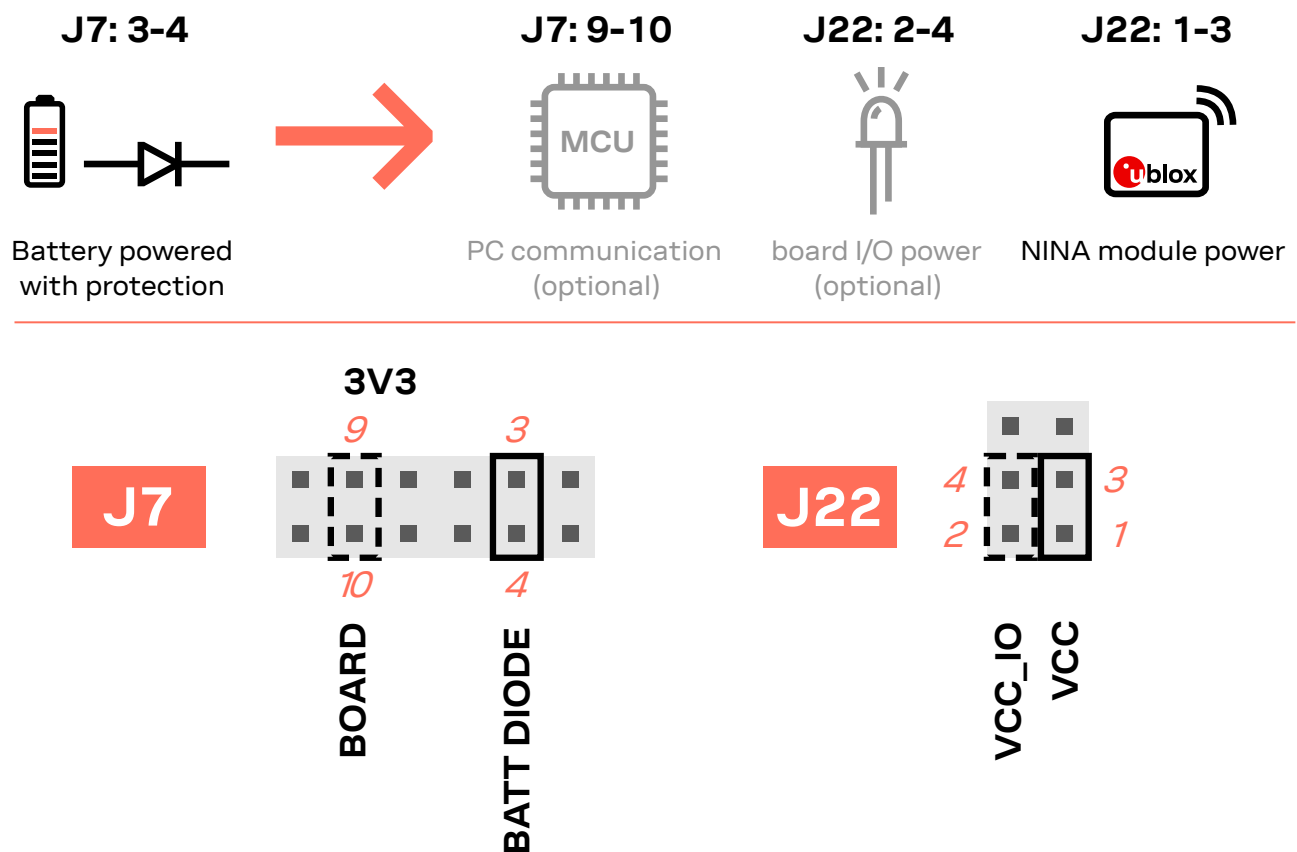 J7: 3-4
J7: 9-10
J22: 2-4
J22: 1-3
MCU
ublox
Battery powered
with protection
PC communication
(optional)
board I/O power
(optional)
NINA module power
3V3
9
3
J7
10
4
BOARD
BATT DIODE
J22
4
3
2
1
VCC_IO
VCC